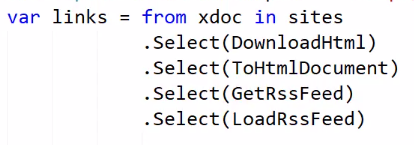 var links = from xdoc in sites
.Select(DownloadHtml)
.Select(ToHtmlDocument)
.Select(GetRssFeed)
.Select(LoadRssFeed)